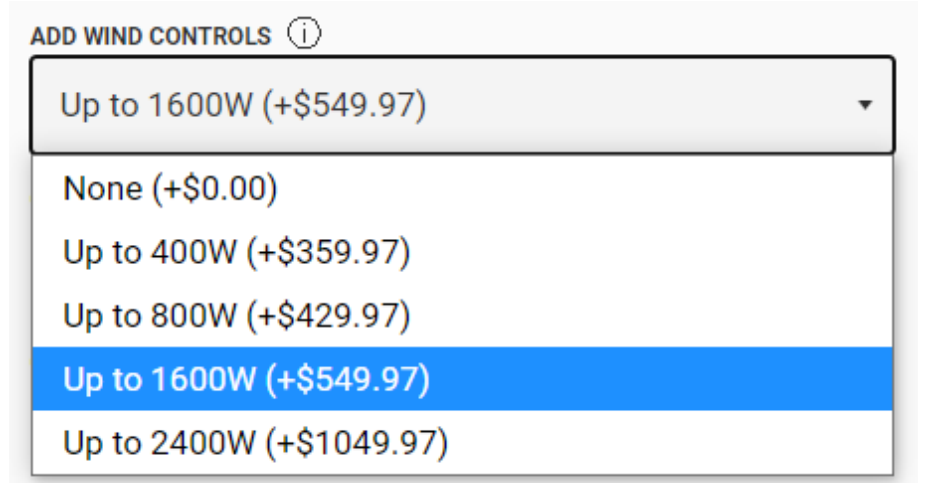 ADD WIND CONTROLS ⓘ
Up to 1600W (+$549.97)
None (+$0.00)
Up to 400W (+$359.97)
Up to 800W (+$429.97)
Up to 1600W (+$549.97)
Up to 2400W (+$1049.97)